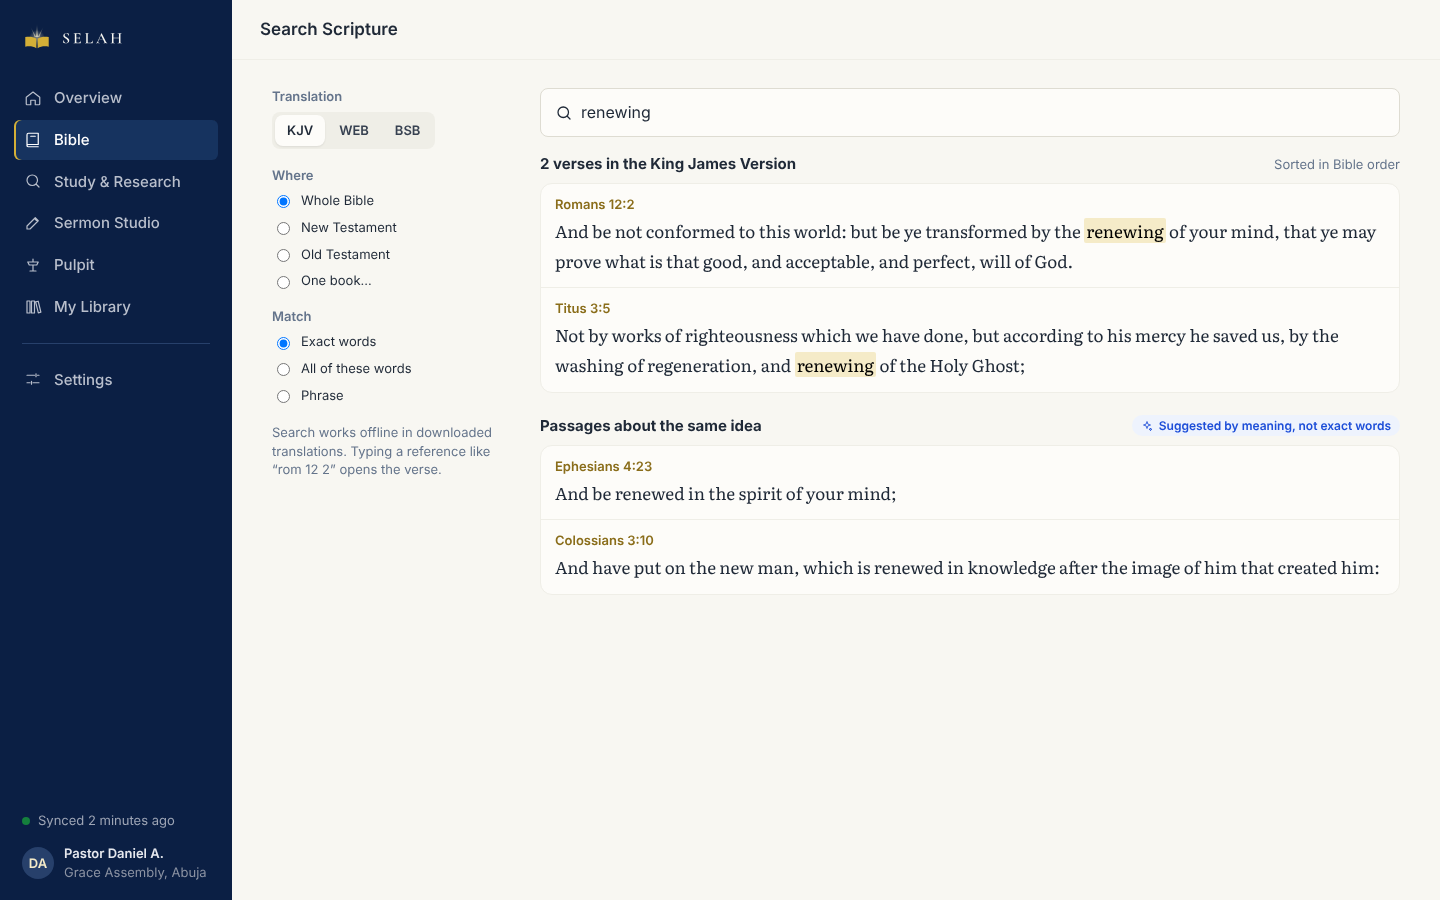 SELAH
Overview
Bible
Study & Research
Sermon Studio
Pulpit
My Library
Settings
Synced 2 minutes ago
DA
Pastor Daniel A.
Grace Assembly, Abuja
Search Scripture
Translation
KJV WEB BSB
Where
Whole Bible
New Testament
Old Testament
One book...
Match
Exact words
All of these words
Phrase
Search works offline in downloaded
translations. Typing a reference like
“rom 12 2” opens the verse.
renewing
2 verses in the King James Version
Sorted in Bible order
Romans 12:2
And be not conformed to this world: but be ye transformed by the renewing of your mind, that ye may
prove what is that good, and acceptable, and perfect, will of God.
Titus 3:5
Not by works of righteousness which we have done, but according to his mercy he saved us, by the
washing of regeneration, and renewing of the Holy Ghost;
Passages about the same idea
Suggested by meaning, not exact words
Ephesians 4:23
And be renewed in the spirit of your mind;
Colossians 3:10
And have put on the new man, which is renewed in knowledge after the image of him that created him: